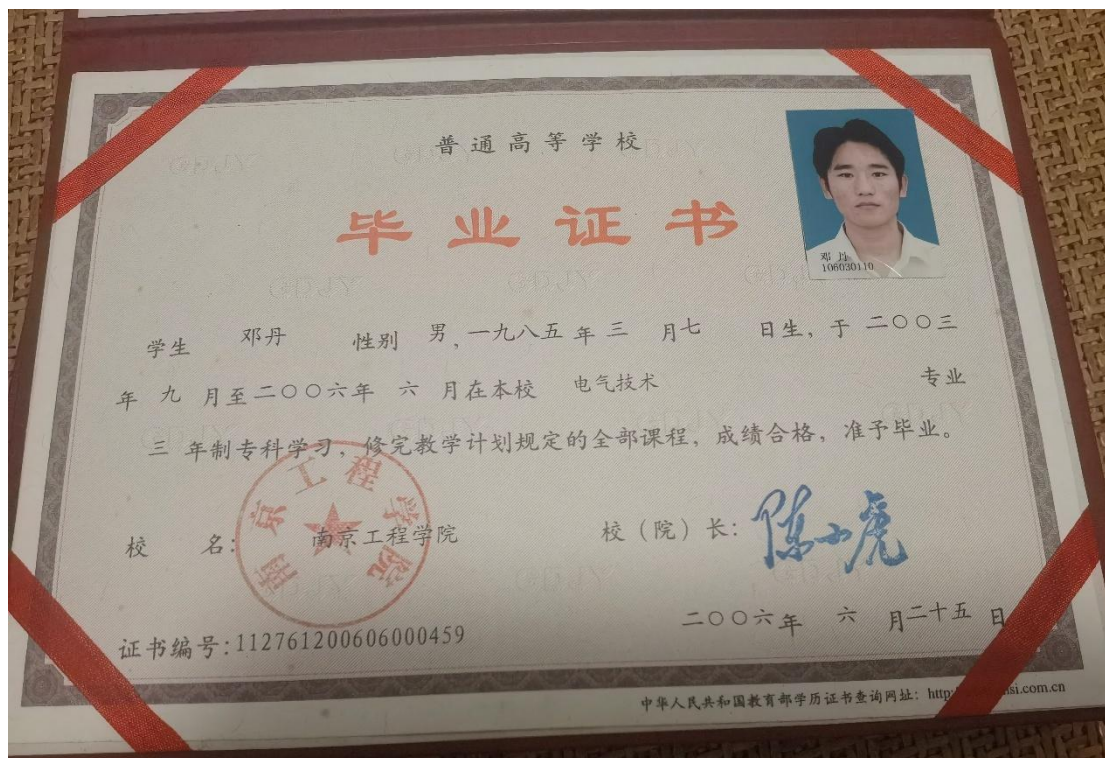 普通高等学校
毕业证书
邓丹
106030110
学生 邓丹 性别 男,一九八五年三月七日生,于二〇〇三
年九月至二〇〇六年六月在本校 电气技术 专业
三年制专科学习,修完教学计划规定的全部课程,成绩合格,准予毕业。
南京工程学院
校 名: 南京工程学院 校(院)长: 陈小虎
二〇〇六年六月二十五日
证书编号:112761200606000459
中华人民共和国教育部学历证书查询网址: http: si.com.cn